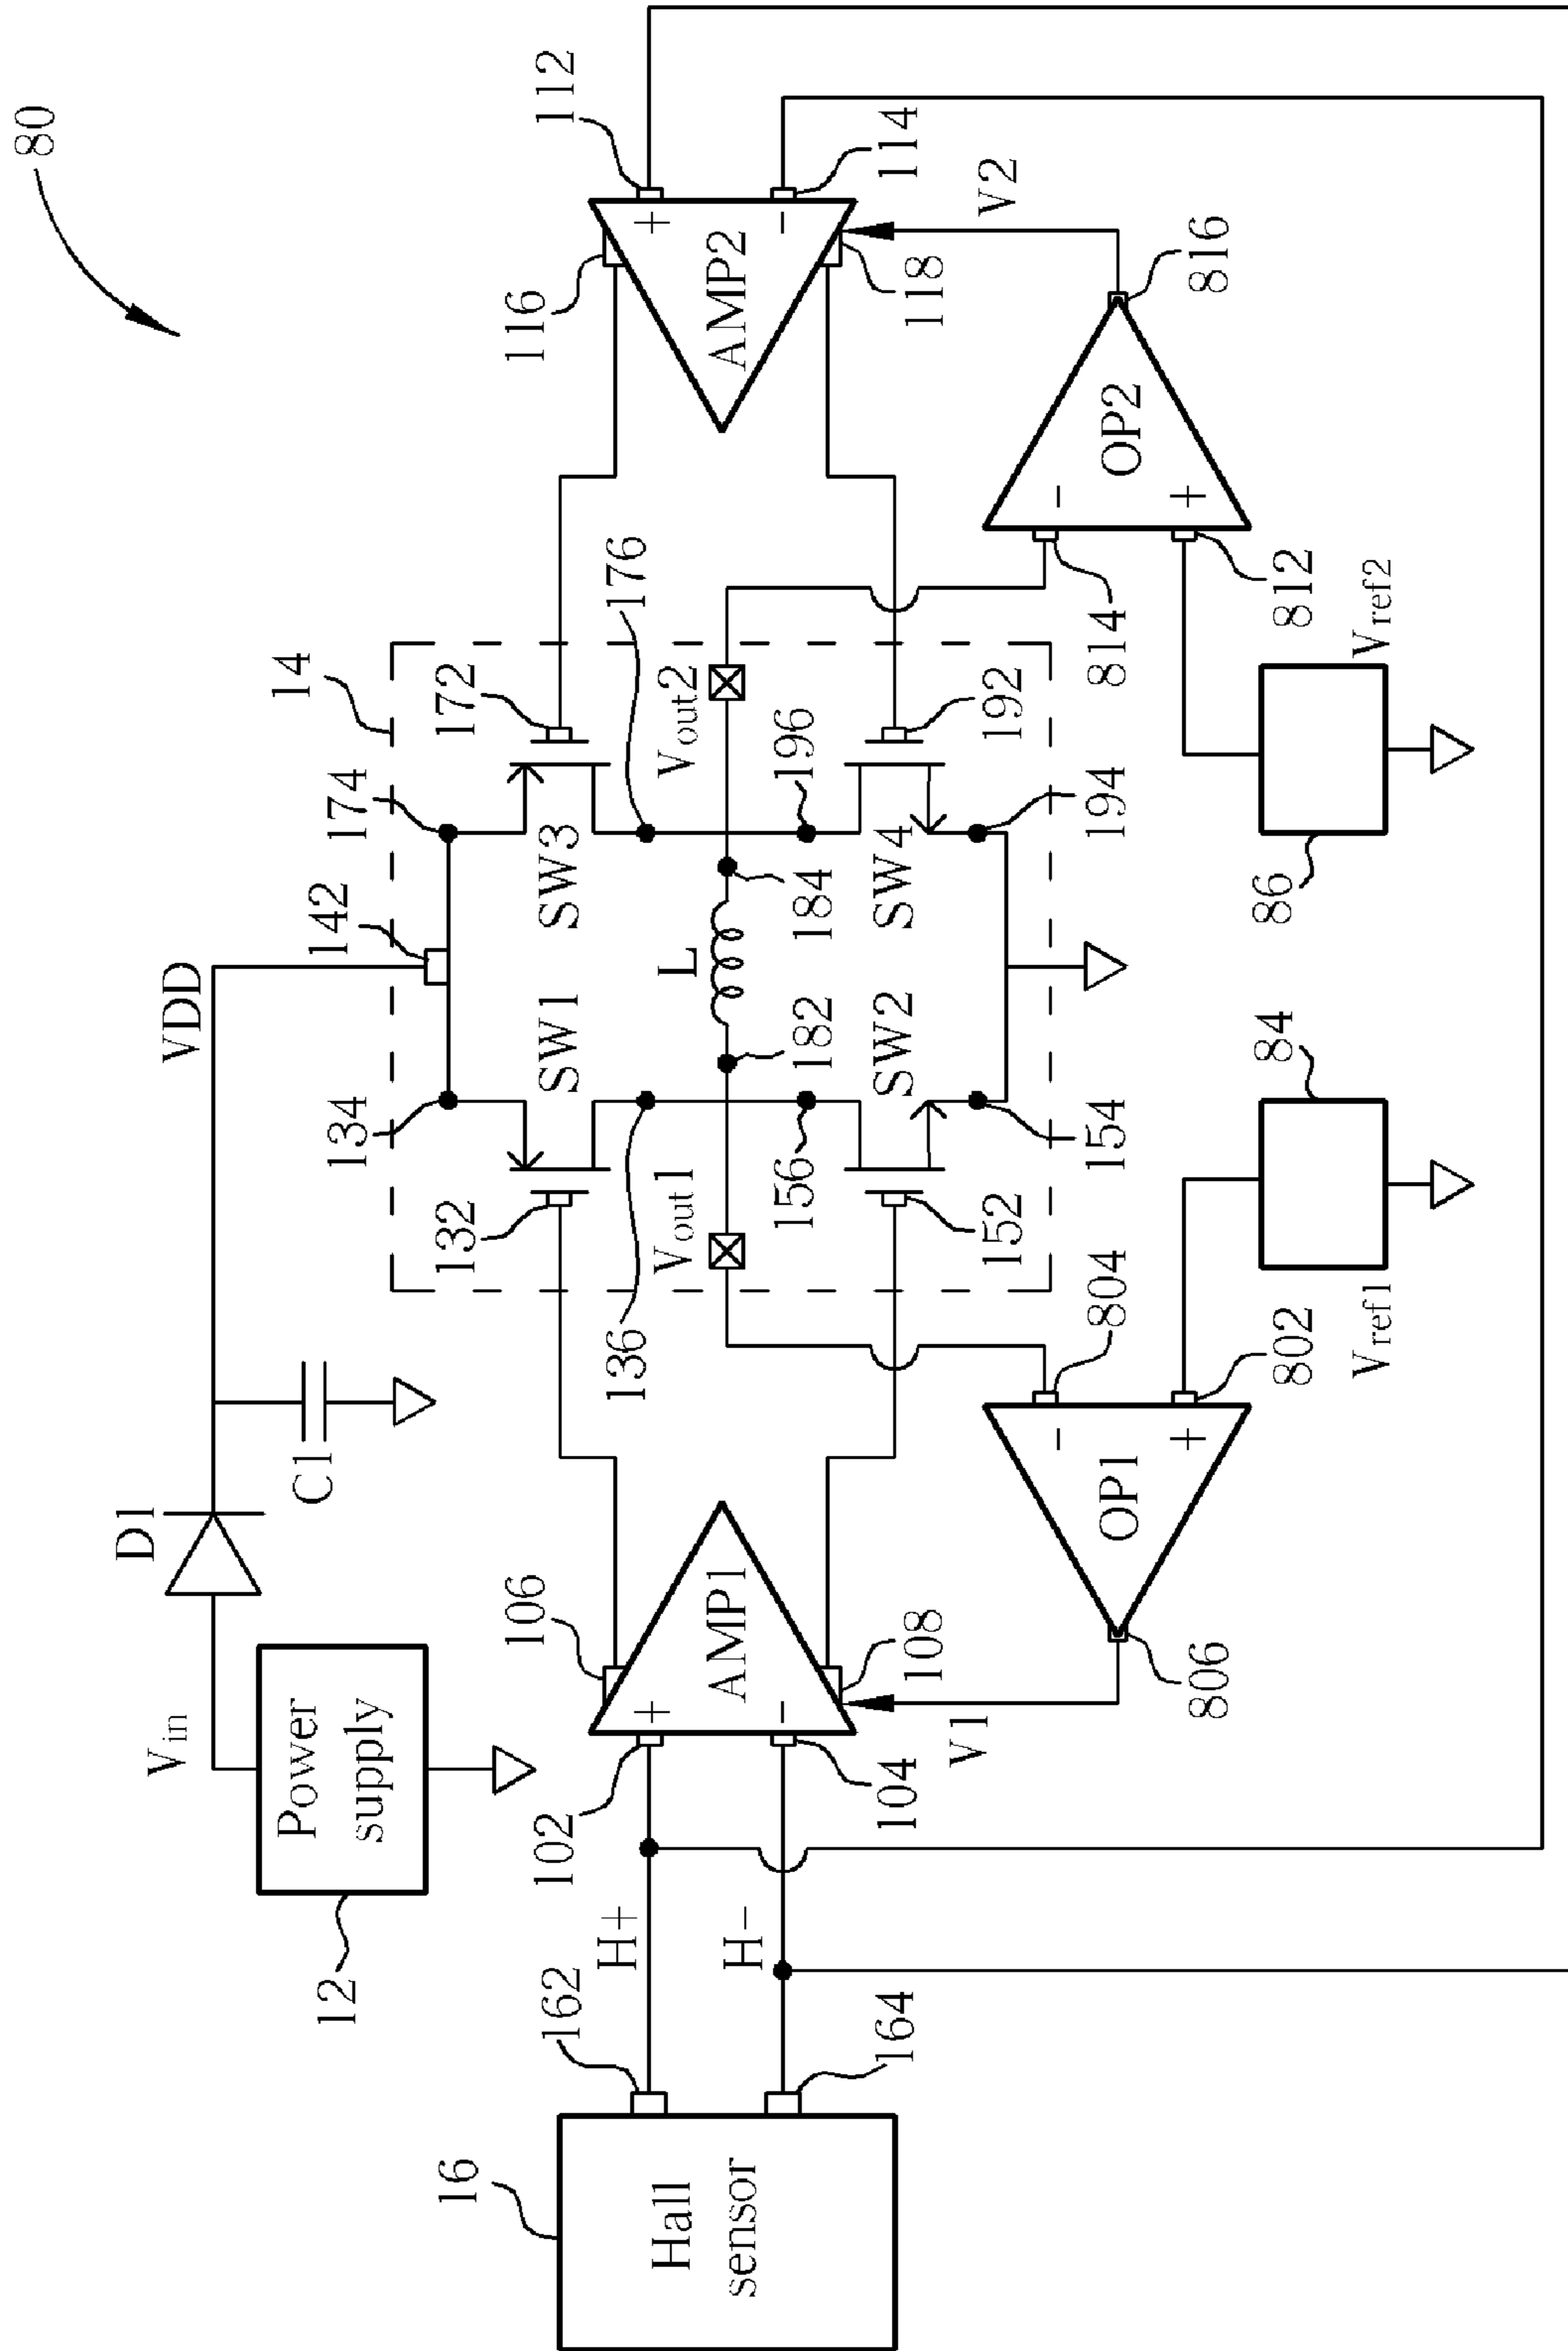 80
Power
supply
12
Vin
D1
C1
VDD
142
14
134
174
132
SW1
SW3
172
136
176
Vout1
Vout2
L
182
184
156
196
SW2
SW4
152
192
154
194
Hall
sensor
16
162
164
H+
H-
102
104
+
-
AMP1
106
108
V1
112
114
+
-
AMP2
116
118
V2
OP1
-
+
804
802
806
84
Vref1
OP2
-
+
814
812
816
86
Vref2